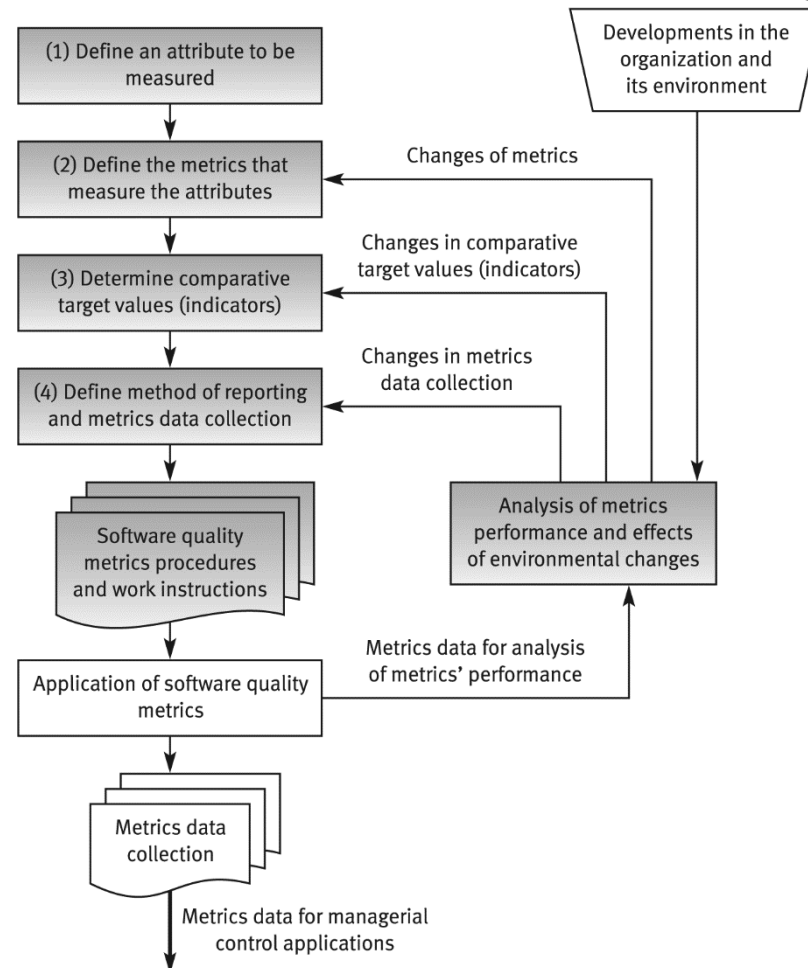 (1) Define an attribute to be
measured
Developments in the
organization and
its environment
(2) Define the metrics that
measure the attributes
Changes of metrics
(3) Determine comparative
target values (indicators)
Changes in comparative
target values (indicators)
(4) Define method of reporting
and metrics data collection
Changes in metrics
data collection
Software quality
metrics procedures
and work instructions
Analysis of metrics
performance and effects
of environmental changes
Application of software quality
metrics
Metrics data for analysis
of metrics’ performance
Metrics data
collection
Metrics data for managerial
control applications